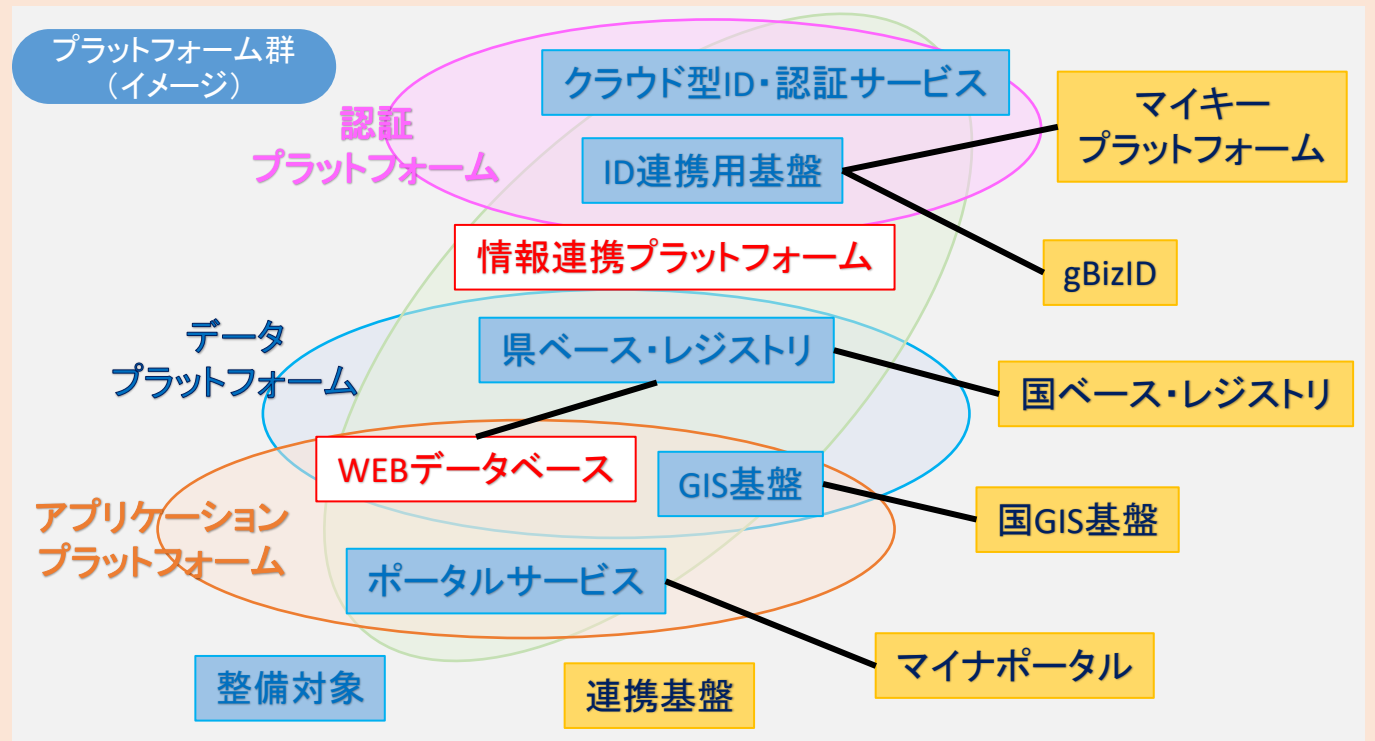 プラットフォーム群
（イメージ）
クラウド型ID・認証サービス
認証
プラットフォーム
マイキー
プラットフォーム
ID連携用基盤
情報連携プラットフォーム
gBizID
データ
プラットフォーム
県ベース・レジストリ
国ベース・レジストリ
WEBデータベース
GIS基盤
アプリケーション
プラットフォーム
国GIS基盤
ポータルサービス
マイナポータル
整備対象
連携基盤